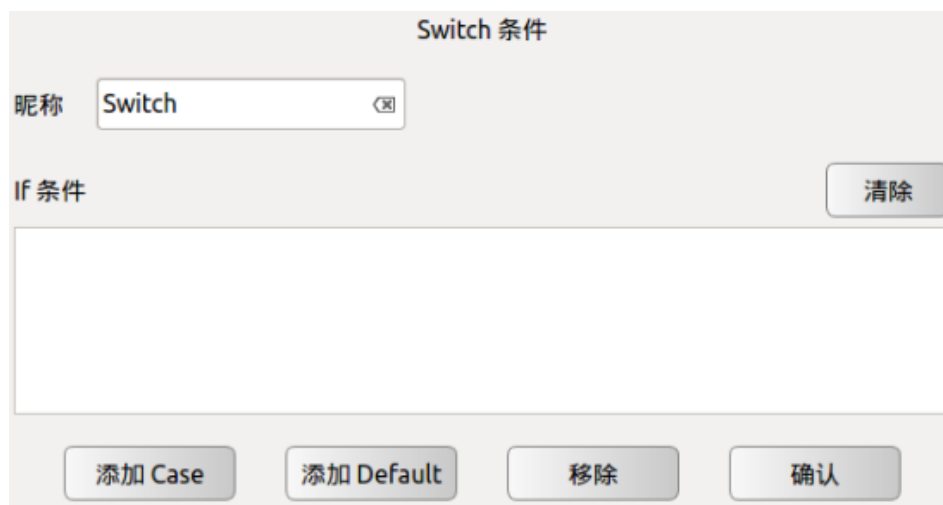 Switch 条件
昵称 Switch
If 条件 清除
添加 Case 添加 Default 移除 确认